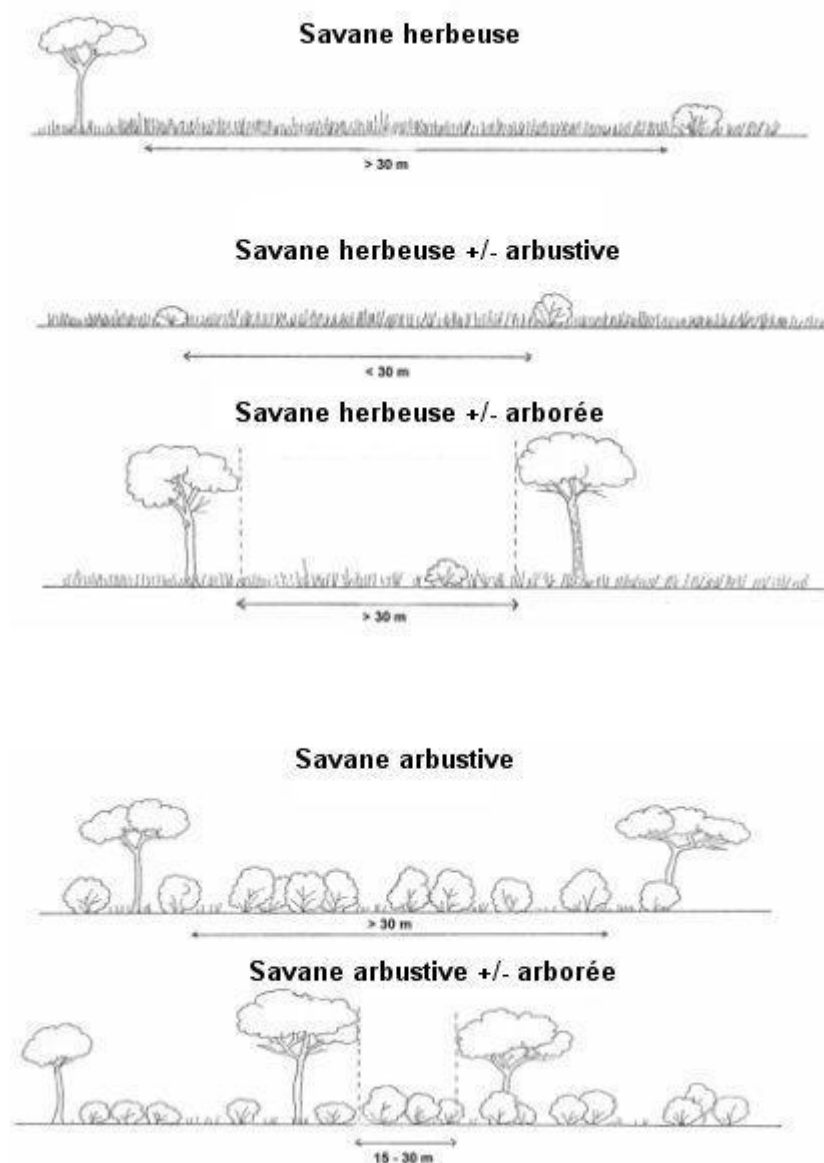 Savane herbeuse
> 30 m
Savane herbeuse +/- arbustive
< 30 m
Savane herbeuse +/- arborée
> 30 m
Savane arbustive
> 30 m
Savane arbustive +/- arborée
15 - 30 m